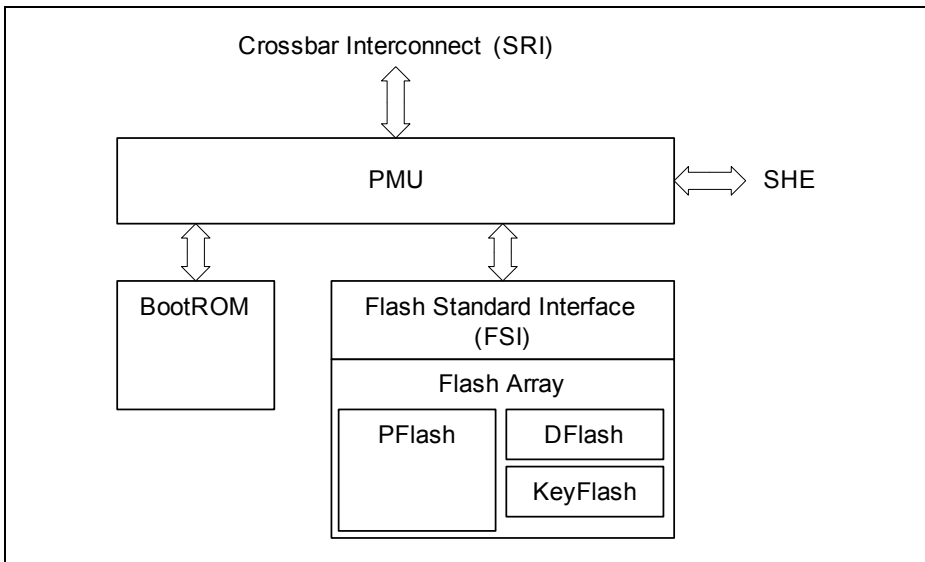 Crossbar Interconnect (SRI)
PMU
SHE
BootROM
Flash Standard Interface
(FSI)
Flash Array
PFlash
DFlash
KeyFlash